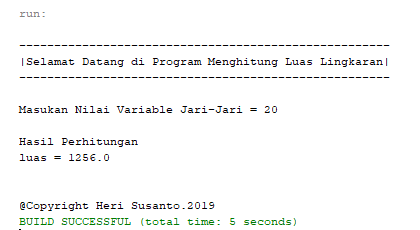 run:
-----------------------------------------------------
|Selamat Datang di Program Menghitung Luas Lingkaran|
-----------------------------------------------------
Masukan Nilai Variable Jari-Jari = 20
Hasil Perhitungan
luas = 1256.0
@Copyright Heri Susanto.2019
BUILD SUCCESSFUL (total time: 5 seconds)